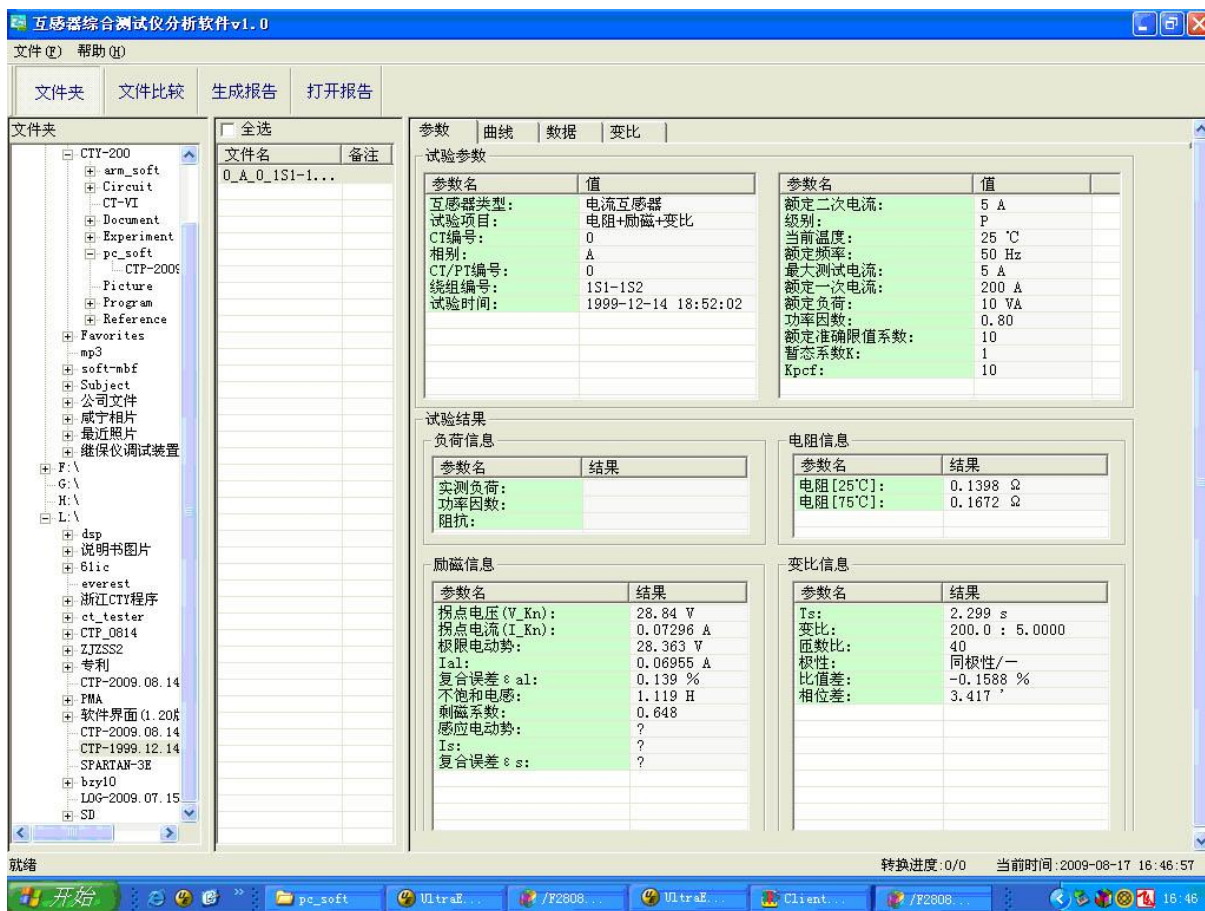 互感器综合测试仪分析软件v1.0
文件(F) 帮助(H)
文件夹 文件比较 生成报告 打开报告
文件夹
CTY-200
arm_soft
Circuit
CT-VI
Document
Experiment
pc_soft
CTP-2009
Picture
Program
Reference
Favorites
mp3
soft-mbf
Subject
公司文件
咸宁相片
最近照片
继保仪调试装置
F:\
G:\
H:\
L:\
dsp
说明书图片
61ic
everest
浙江CTY程序
ct_tester
CTP_0814
ZJZSS2
专利
CTP-2009.08.14
PMA
软件界面(1.20版
CTP-2009.08.14
CTP-1999.12.14
SPARTAN-3E
bzy10
LOG-2009.07.15
SD
全选
文件名 备注
0_A_0_1S1-1...
参数 曲线 数据 变比
试验参数
参数名 值
互感器类型: 电流互感器
试验项目: 电阻+励磁+变比
CT编号: 0
相别: A
CT/PT编号: 0
绕组编号: 1S1-1S2
试验时间: 1999-12-14 18:52:02
参数名 值
额定二次电流: 5 A
级别: P
当前温度: 25 ℃
额定频率: 50 Hz
最大测试电流: 5 A
额定一次电流: 200 A
额定负荷: 10 VA
功率因数: 0.80
额定准确限值系数: 10
暂态系数K: 1
Kpcf: 10
试验结果
负荷信息
参数名 结果
实测负荷:
功率因数:
阻抗:
电阻信息
参数名 结果
电阻[25℃]: 0.1398 Ω
电阻[75℃]: 0.1672 Ω
励磁信息
参数名 结果
拐点电压(V_Kn): 28.84 V
拐点电流(I_Kn): 0.07296 A
极限电动势: 28.363 V
Ial: 0.06955 A
复合误差εal: 0.139 %
不饱和电感: 1.119 H
剩磁系数: 0.648
感应电动势: ?
Is: ?
复合误差εs: ?
变比信息
参数名 结果
Ts: 2.299 s
变比: 200.0 : 5.0000
匝数比: 40
极性: 同极性/—
比值差: -0.1588 %
相位差: 3.417 '
就绪 转换进度:0/0 当前时间:2009-08-17 16:46:57
开始 » pc_soft UltraE... /F2808... UltraE... Client... /F2808... 16:46